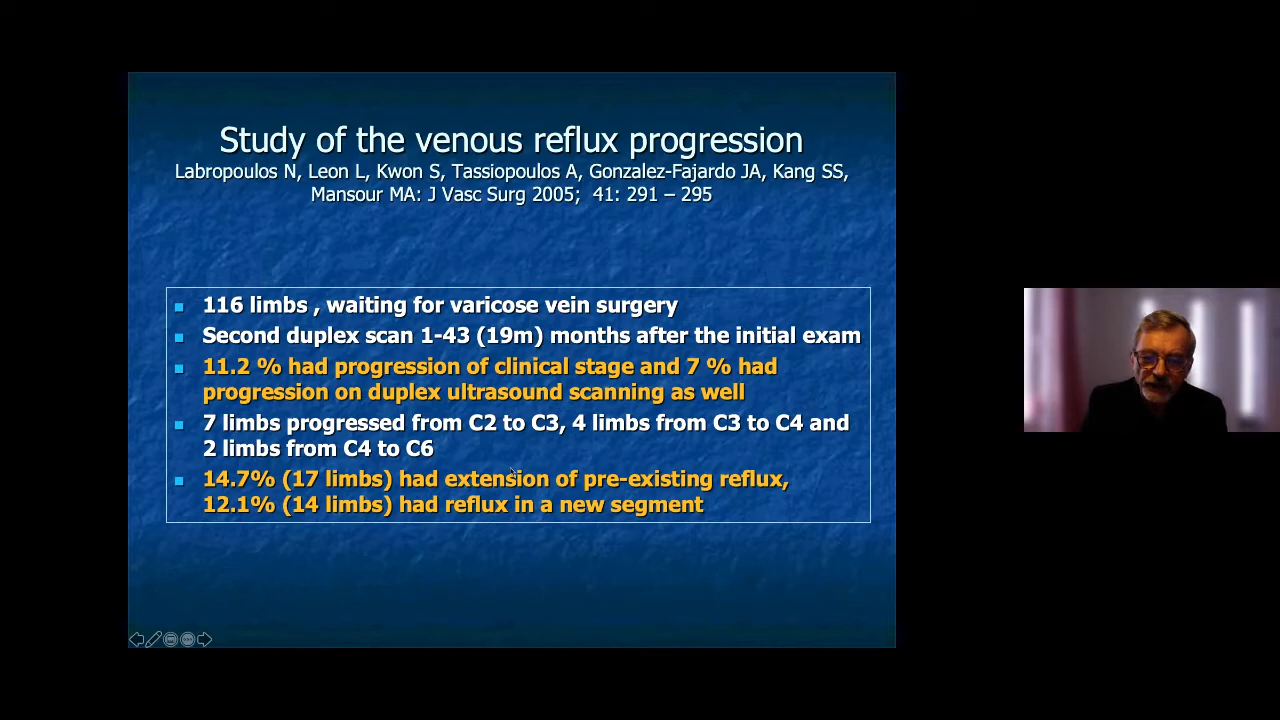 Study of the venous reflux progression
Labropoulos N, Leon L, Kwon S, Tassiopoulos A, Gonzalez-Fajardo JA, Kang SS,
Mansour MA: J Vasc Surg 2005; 41: 291 – 295
116 limbs , waiting for varicose vein surgery
Second duplex scan 1-43 (19m) months after the initial exam
11.2 % had progression of clinical stage and 7 % had
progression on duplex ultrasound scanning as well
7 limbs progressed from C2 to C3, 4 limbs from C3 to C4 and
2 limbs from C4 to C6
14.7% (17 limbs) had extension of pre-existing reflux,
12.1% (14 limbs) had reflux in a new segment